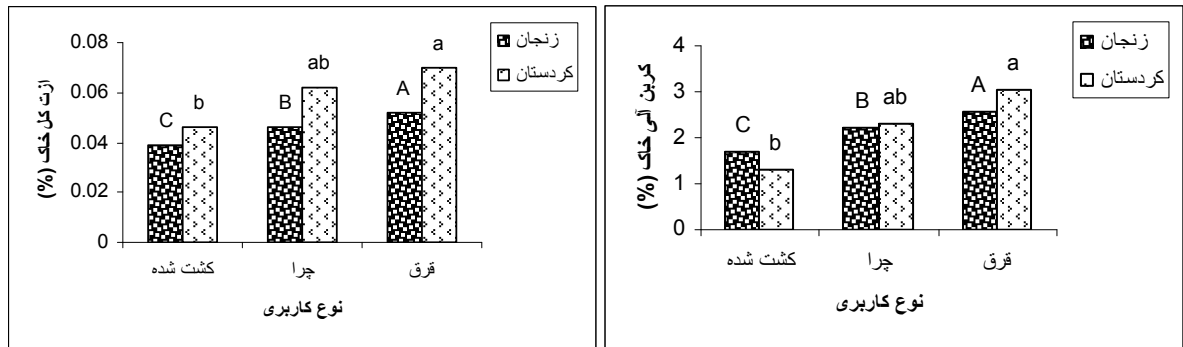 ازت کل خاک (%)
0.08
0.06
0.04
0.02
0
C
b
B
ab
A
a
زنجان
کردستان
کشت شده
چرا
قرق
نوع کاربری
کربن آلی خاک (%)
4
3
2
1
0
C
b
B
ab
A
a
زنجان
کردستان
کشت شده
چرا
قرق
نوع کاربری